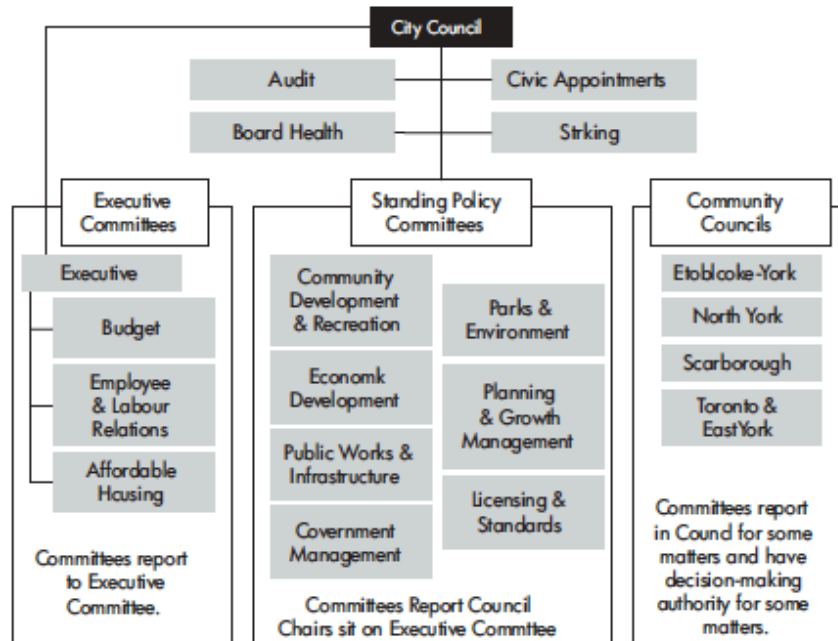 City Council
Audit
Civic Appointments
Board Health
Strking
Executive
Committees
Executive
Budget
Employee
& Labour
Relations
Affordable
Hcusing
Committees report
to Executive
Committee.
Standing Policy
Committees
Community
Development
& Recreation
Economk
Development
Public Works &
Infrastructure
Covernment
Management
Parks &
Environment
Planning
& Growth
Management
Licensing &
Standards
Committees Report Council
Chairs sit on Executive Commttee
Community
Councils
Etoblcoke-York
North York
Scarborough
Toronto &
EastYork
Committees report
in Cound for some
matters and have
decision-making
authority for some
matters.